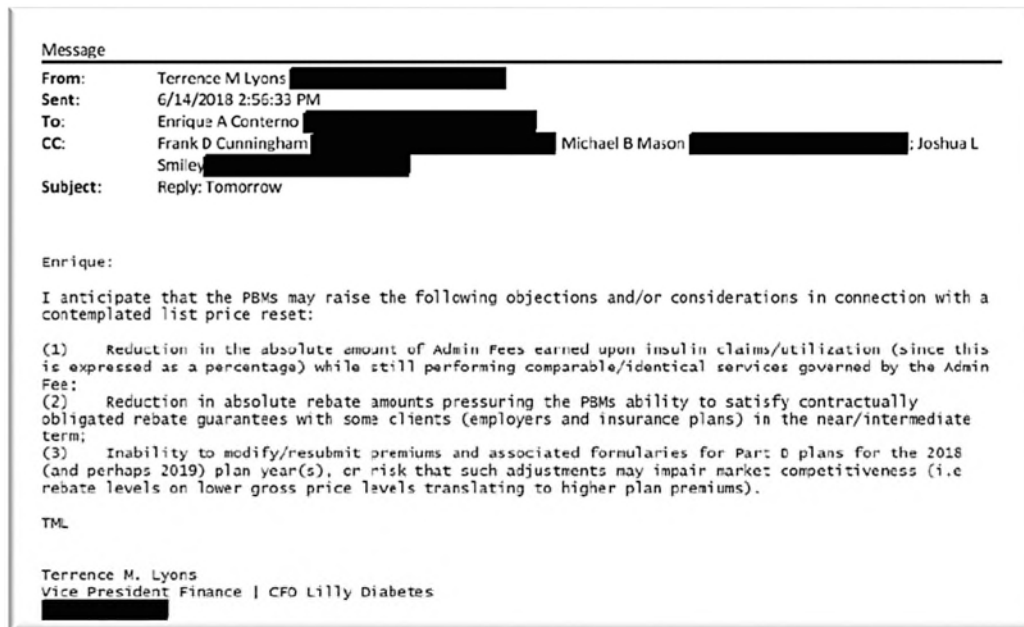 Message
From: Terrence M Lyons
Sent: 6/14/2018 2:56:33 PM
To: Enrique A Conterno
CC: Frank D Cunningham Michael B Mason ; Joshua L
Smiley
Subject: Reply: Tomorrow
Enrique:
I anticipate that the PBMs may raise the following objections and/or considerations in connection with a
contemplated list price reset:
(1) Reduction in the absolute amount of Admin Fees earned upon insulin claims/utilization (since this
is expressed as a percentage) while still performing comparable/identical services governed by the Admin
Fee;
(2) Reduction in absolute rebate amounts pressuring the PBMs ability to satisfy contractually
obligated rebate guarantees with some clients (employers and insurance plans) in the near/intermediate
term;
(3) Inability to modify/resubmit premiums and associated formularies for Part D plans for the 2018
(and perhaps 2019) plan year(s), or risk that such adjustments may impair market competitiveness (i.e
rebate levels on lower gross price levels translating to higher plan premiums).
TML
Terrence M. Lyons
Vice President Finance | CFO Lilly Diabetes